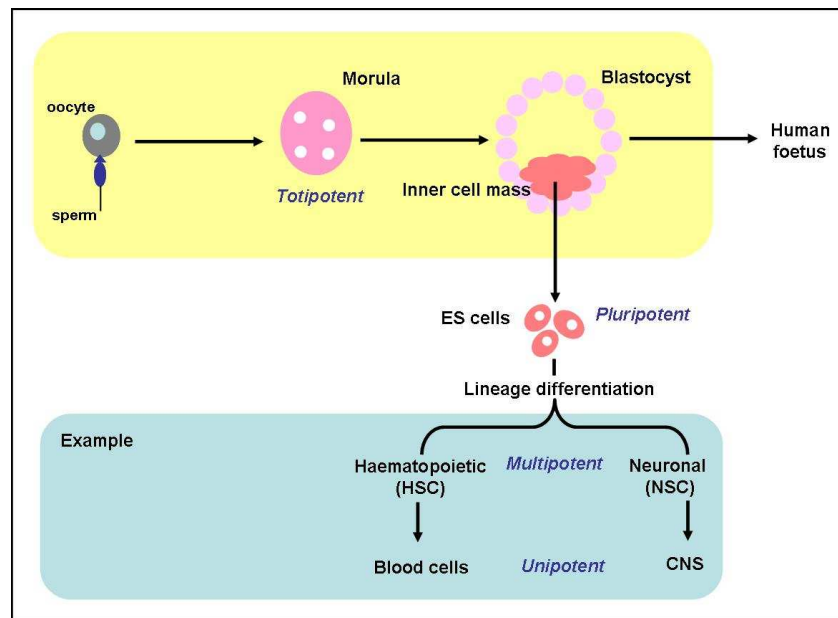 Morula
Blastocyst
oocyte
Human
foetus
Inner cell mass
Totipotent
sperm
ES cells
Pluripotent
Lineage differentiation
Example
Haematopoietic
(HSC)
Multipotent
Neuronal
(NSC)
Blood cells
Unipotent
CNS